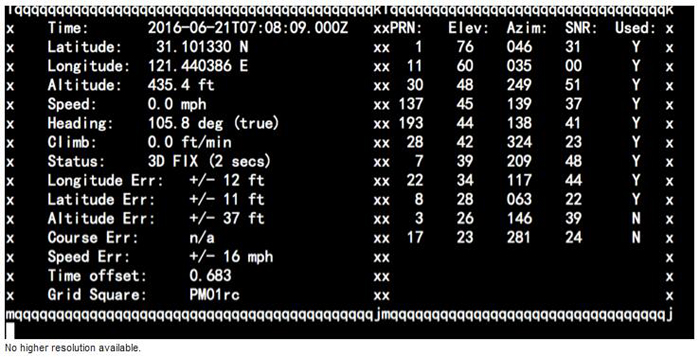 lqqqqqqqqqqqqqqqqqqqqqqqqqqqqqqqqqqqqqqqqqqqklqqqqqqqqqqqqqqqqqqqqqqqqqqqqqqqqqk
x Time: 2016-06-21T07:08:09.000Z xxPRN: Elev: Azim: SNR: Used: x
x Latitude: 31.101330 N xx 1 76 046 31 Y x
x Longitude: 121.440386 E xx 11 60 035 00 Y x
x Altitude: 435.4 ft xx 30 48 249 51 Y x
x Speed: 0.0 mph xx 137 45 139 37 Y x
x Heading: 105.8 deg (true) xx 193 44 138 41 Y x
x Climb: 0.0 ft/min xx 28 42 324 23 Y x
x Status: 3D FIX (2 secs) xx 7 39 209 48 Y x
x Longitude Err: +/- 12 ft xx 22 34 117 44 Y x
x Latitude Err: +/- 11 ft xx 8 28 063 22 Y x
x Altitude Err: +/- 37 ft xx 3 26 146 39 N x
x Course Err: n/a xx 17 23 281 24 N x
x Speed Err: +/- 16 mph xx x
x Time offset: 0.683 xx x
x Grid Square: PM01rc xx x
mqqqqqqqqqqqqqqqqqqqqqqqqqqqqqqqqqqqqqqqqqqqjmqqqqqqqqqqqqqqqqqqqqqqqqqqqqqqqqqj
No higher resolution available.